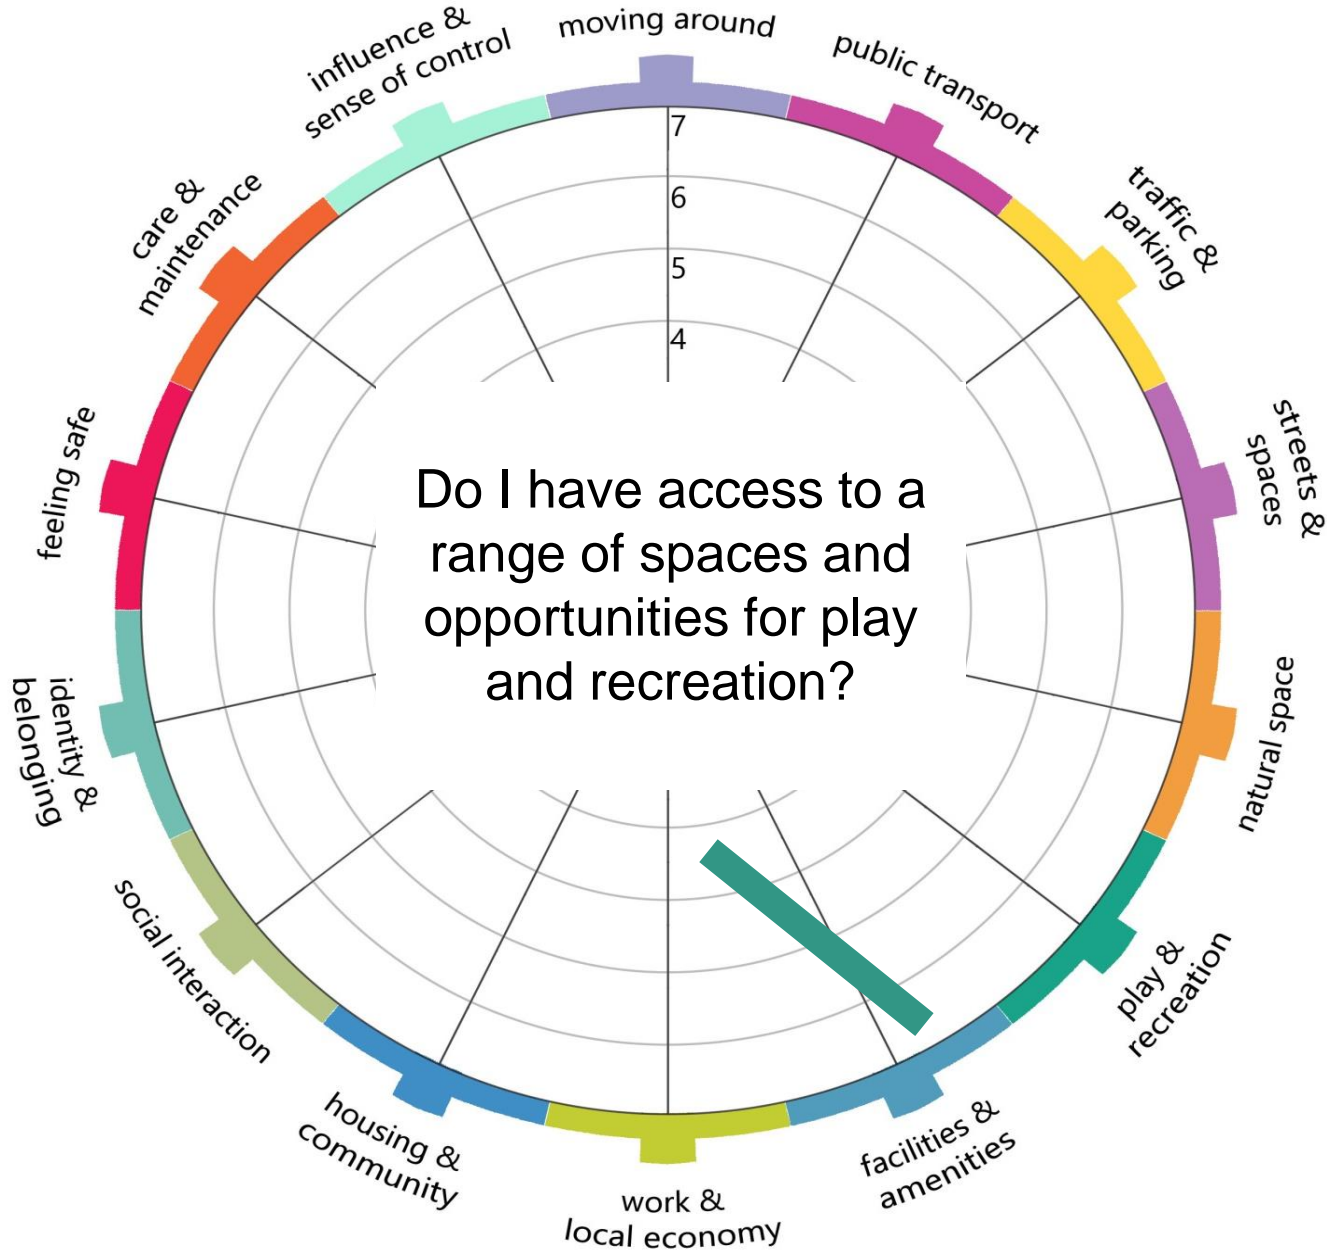 moving around
public transport
traffic &
parking
streets &
spaces
natural space
play &
recreation
facilities &
amenities
work &
local economy
housing &
community
social interaction
identity &
belonging
feeling safe
care &
maintenance
influence &
sense of control
7
6
5
4
Do I have access to a
range of spaces and
opportunities for play
and recreation?